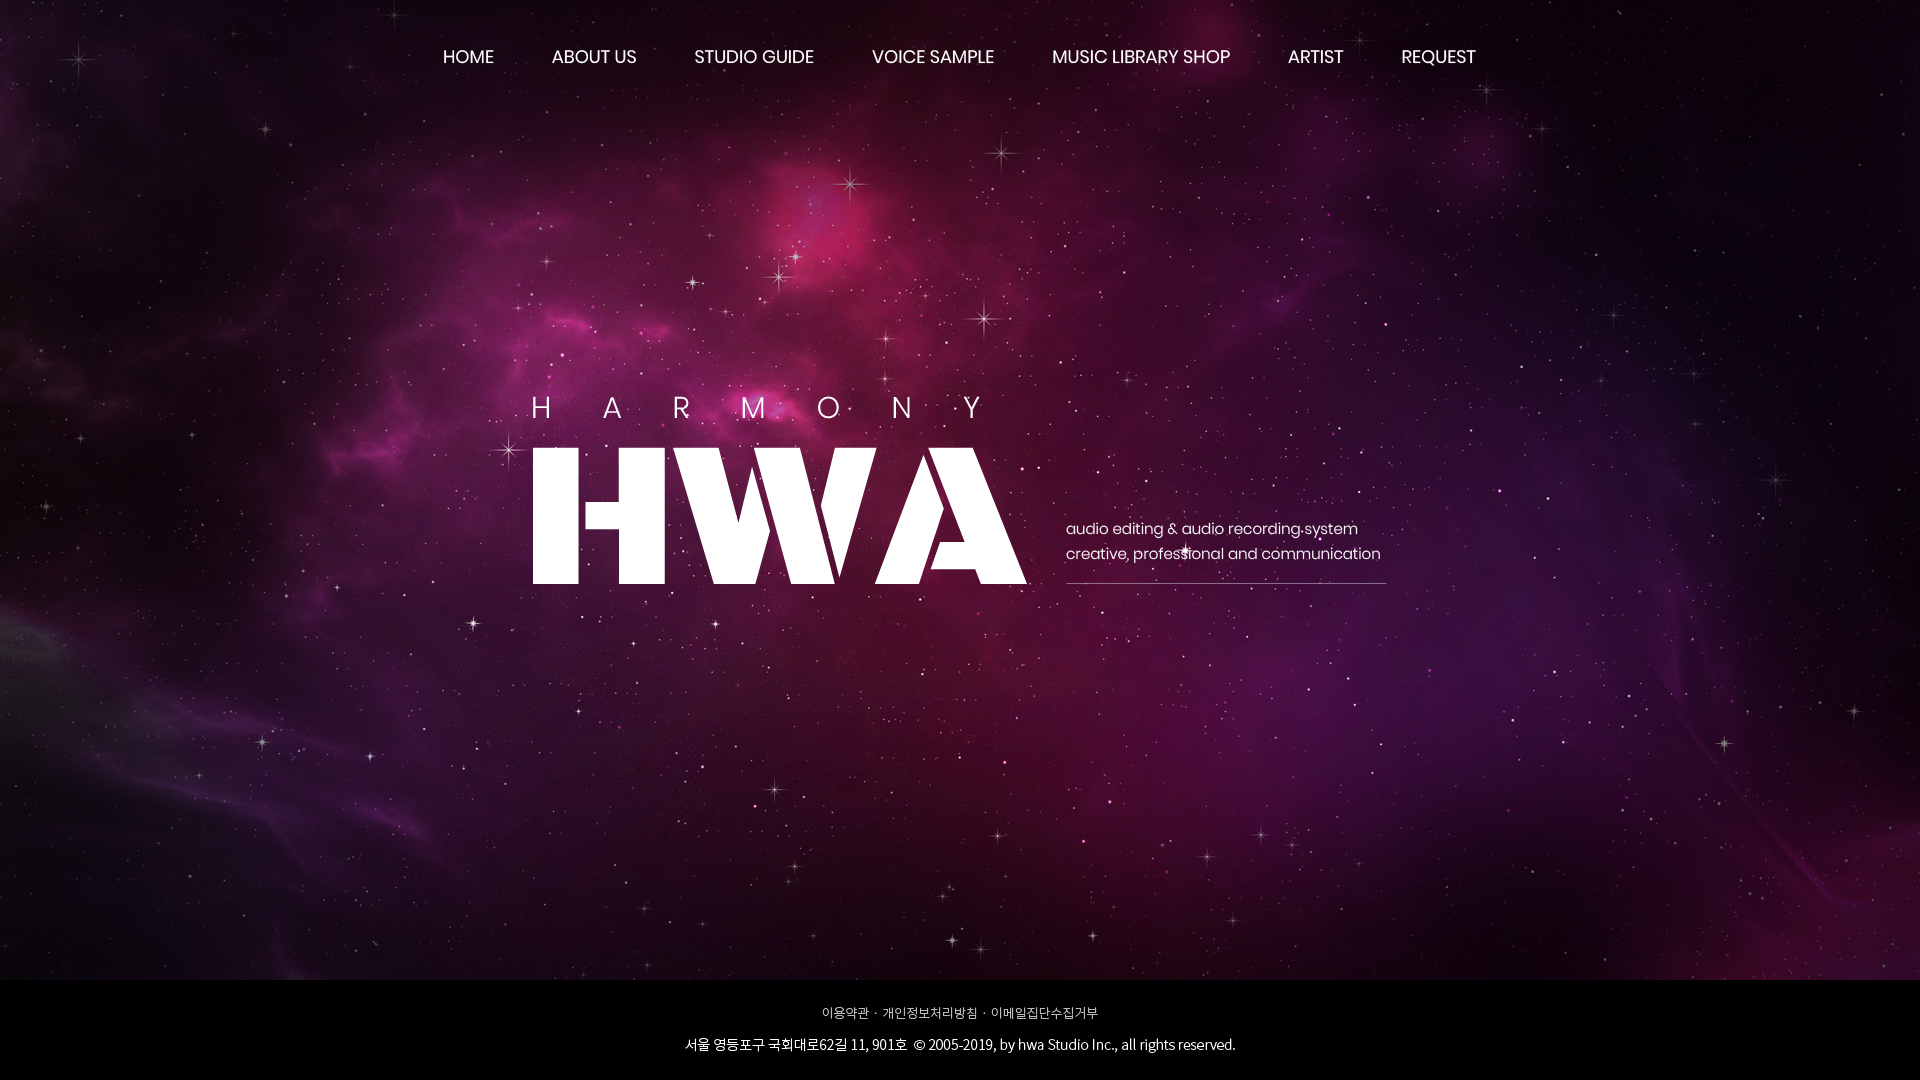 HOME ABOUT US STUDIO GUIDE VOICE SAMPLE MUSIC LIBRARY SHOP ARTIST REQUEST
HARMONY
HWA
audio editing & audio recording system
creative, professional and communication
이용약관 · 개인정보처리방침 · 이메일집단수집거부
서울 영등포구 국회대로62길 11, 901호 © 2005-2019, by hwa Studio Inc., all rights reserved.